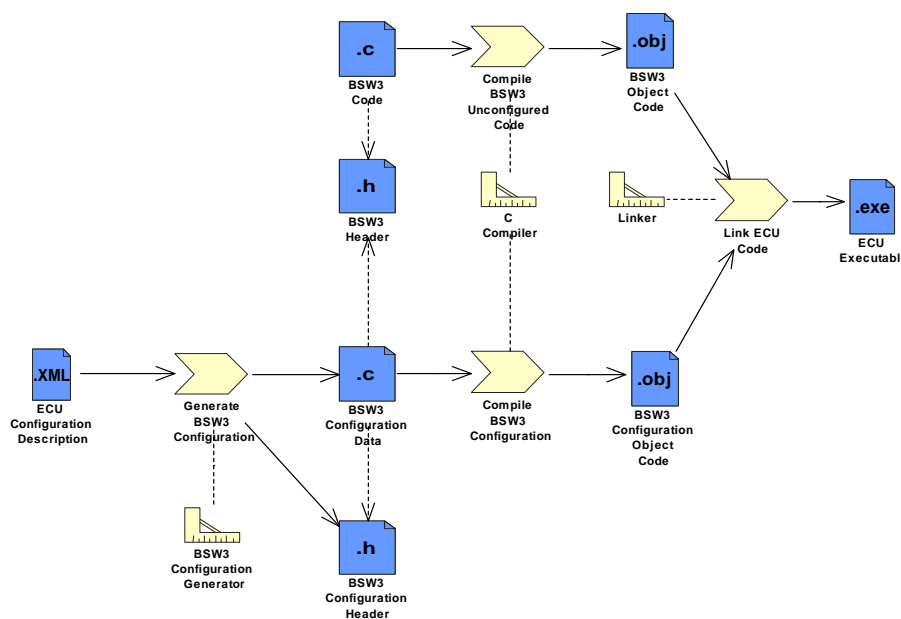 .c
BSW3
Code
Compile
BSW3
Unconfigured
Code
.obj
BSW3
Object
Code
.h
BSW3
Header
C
Compiler
Linker
Link ECU
Code
.exe
ECU
Executabl
.XML
ECU
Configuration
Description
Generate
BSW3
Configuration
.c
BSW3
Configuration
Data
Compile
BSW3
Configuration
.obj
BSW3
Configuration
Object
Code
BSW3
Configuration
Generator
.h
BSW3
Configuration
Header